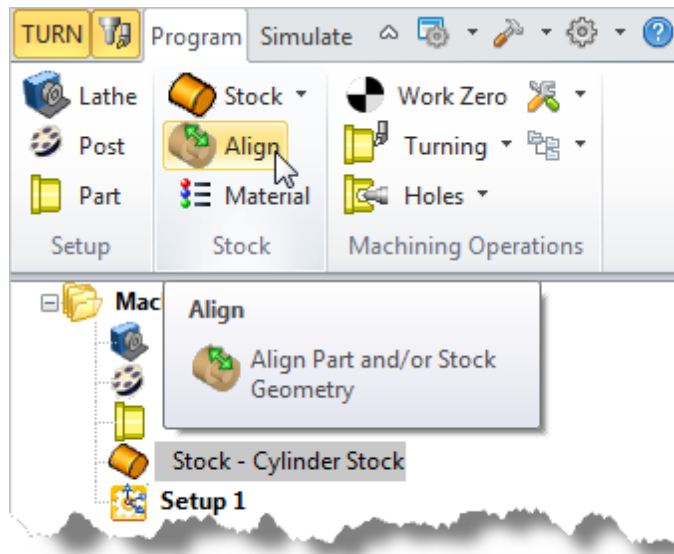 TURN Program Simulate
Lathe Stock Work Zero
Post Align Turning
Part Material Holes
Setup Stock Machining Operations
Mac
Align
Align Part and/or Stock
Geometry
Stock - Cylinder Stock
Setup 1